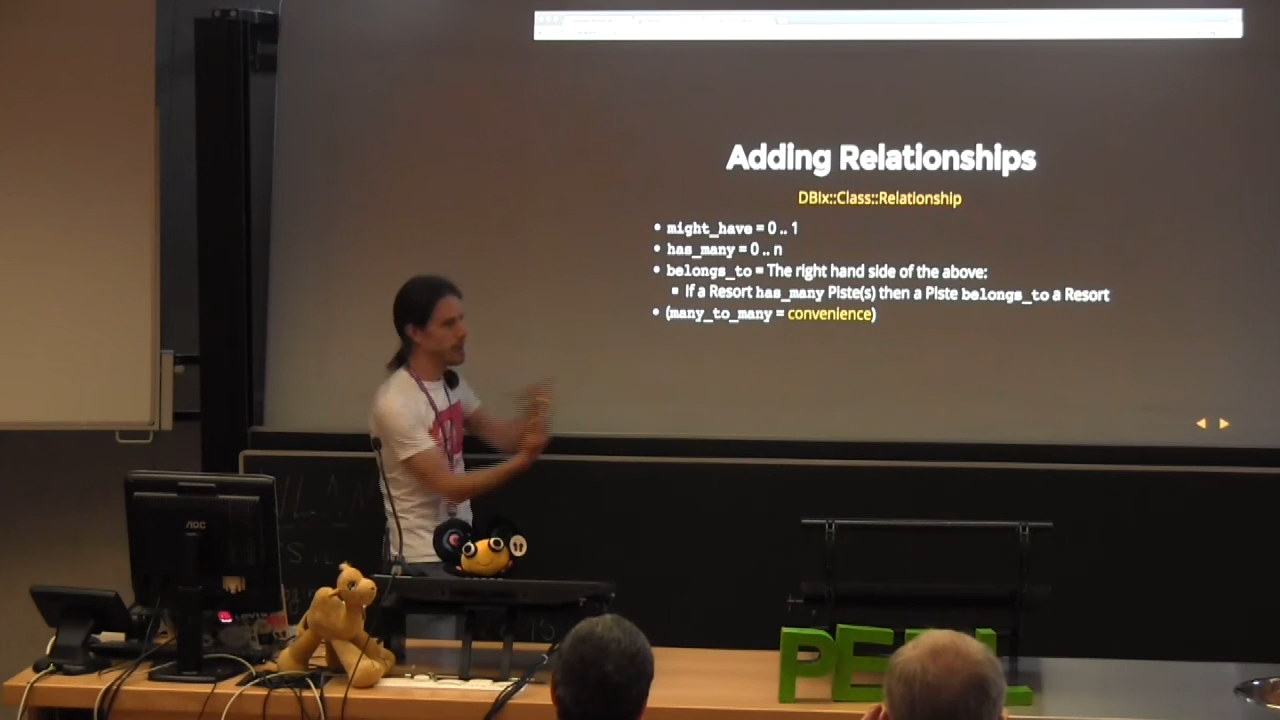 Adding Relationships
DBIx::Class::Relationship
• might_have = 0 .. 1
• has_many = 0 .. n
• belongs_to = The right hand side of the above:
▪ If a Resort has_many Piste(s) then a Piste belongs_to a Resort
• (many_to_many = convenience)
AOC
PE L